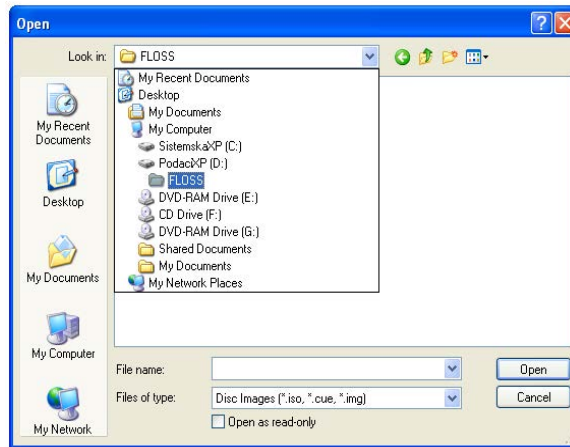 Open
Look in:
FLOSS
My Recent Documents
Desktop
My Documents
My Computer
SistemskaXP (C:)
PodaciXP (D:)
FLOSS
DVD-RAM Drive (E:)
CD Drive (F:)
DVD-RAM Drive (G:)
Shared Documents
My Documents
My Network Places
My Recent
Documents
Desktop
My Documents
My Computer
My Network
File name:
Open
Files of type:
Disc Images (*.iso, *.cue, *.img)
Cancel
Open as read-only